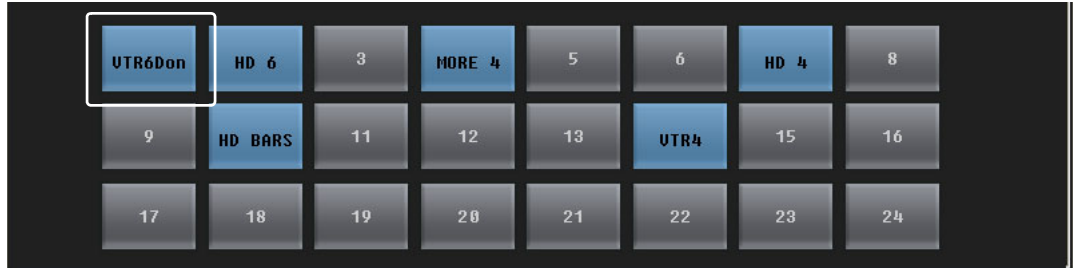 VTR6Don HD 6 3 MORE 4 5 6 HD 4 8
9 HD BARS 11 12 13 VTR4 15 16
17 18 19 20 21 22 23 24